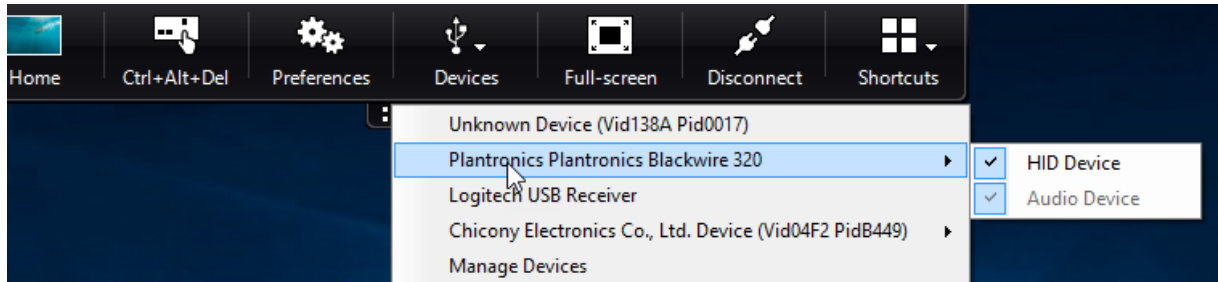 Home Ctrl+Alt+Del Preferences Devices Full-screen Disconnect Shortcuts
Unknown Device (Vid138A Pid0017)
Plantronics Plantronics Blackwire 320
HID Device
Logitech USB Receiver
Audio Device
Chicony Electronics Co., Ltd. Device (Vid04F2 PidB449)
Manage Devices